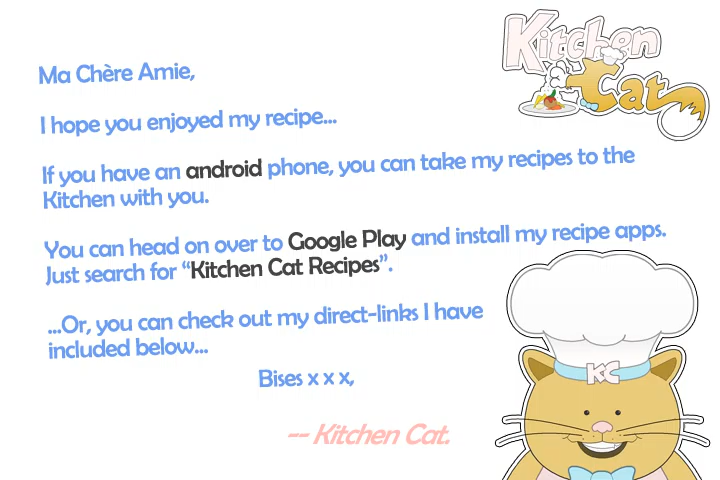 Kitchen
Cat
Ma Chère Amie,
I hope you enjoyed my recipe...
If you have an android phone, you can take my recipes to the
Kitchen with you.
You can head on over to Google Play and install my recipe apps.
Just search for “Kitchen Cat Recipes”.
...Or, you can check out my direct-links I have
included below...
Bises x x x,
-- Kitchen Cat.
KC